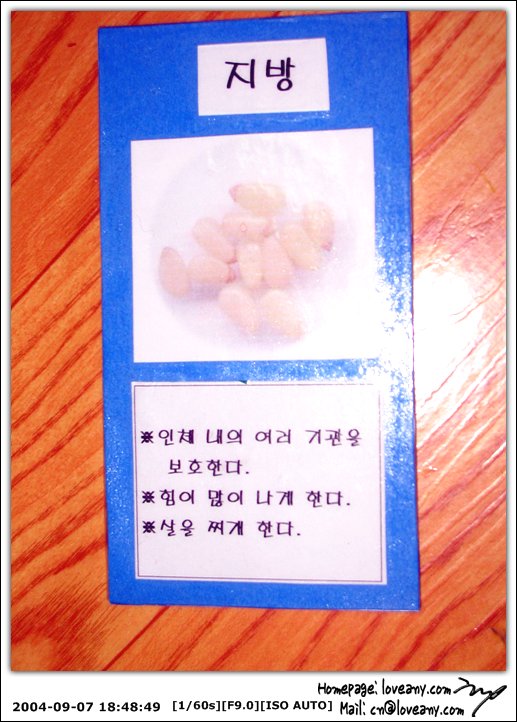 지방
※인체 내의 여러 기관을
보호한다.
※힘이 많이 나게 한다.
※살을 찌게 한다.
Homepage: loveany.com
2004-09-07 18:48:49 [1/60s][F9.0][ISO AUTO] Mail: cn@loveany.com